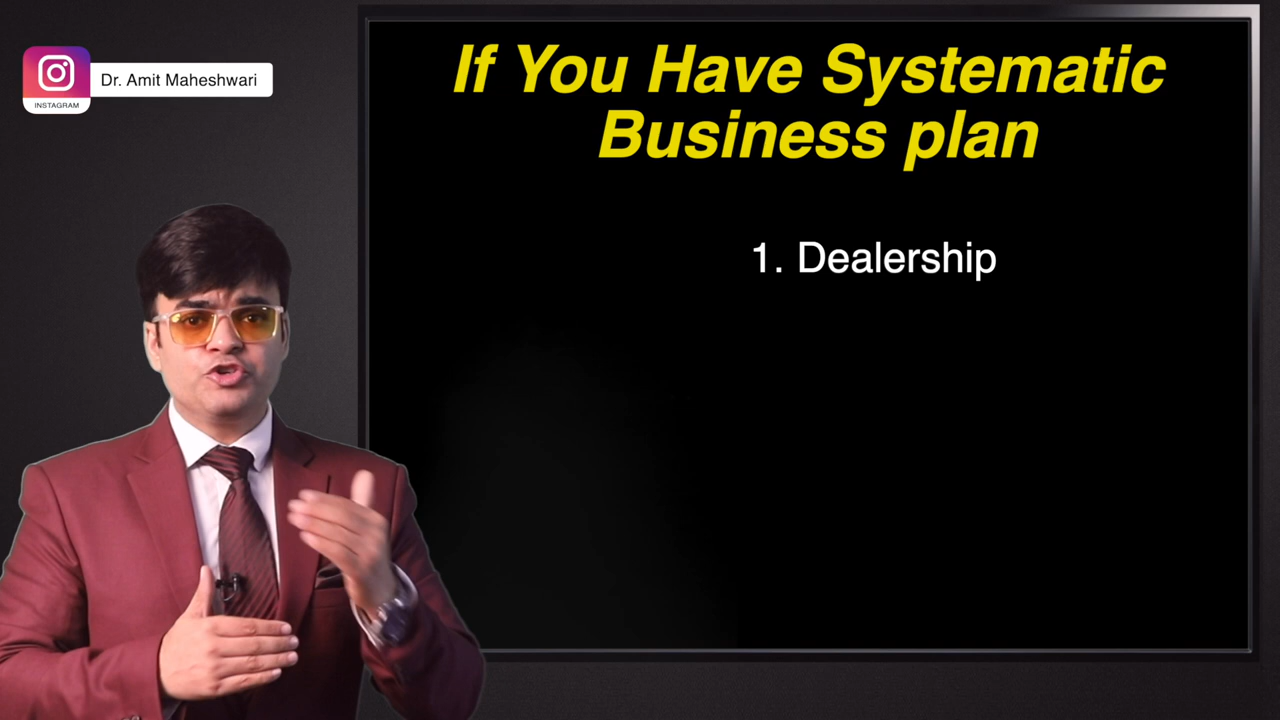 Dr. Amit Maheshwari
INSTAGRAM
If You Have Systematic
Business plan
1. Dealership